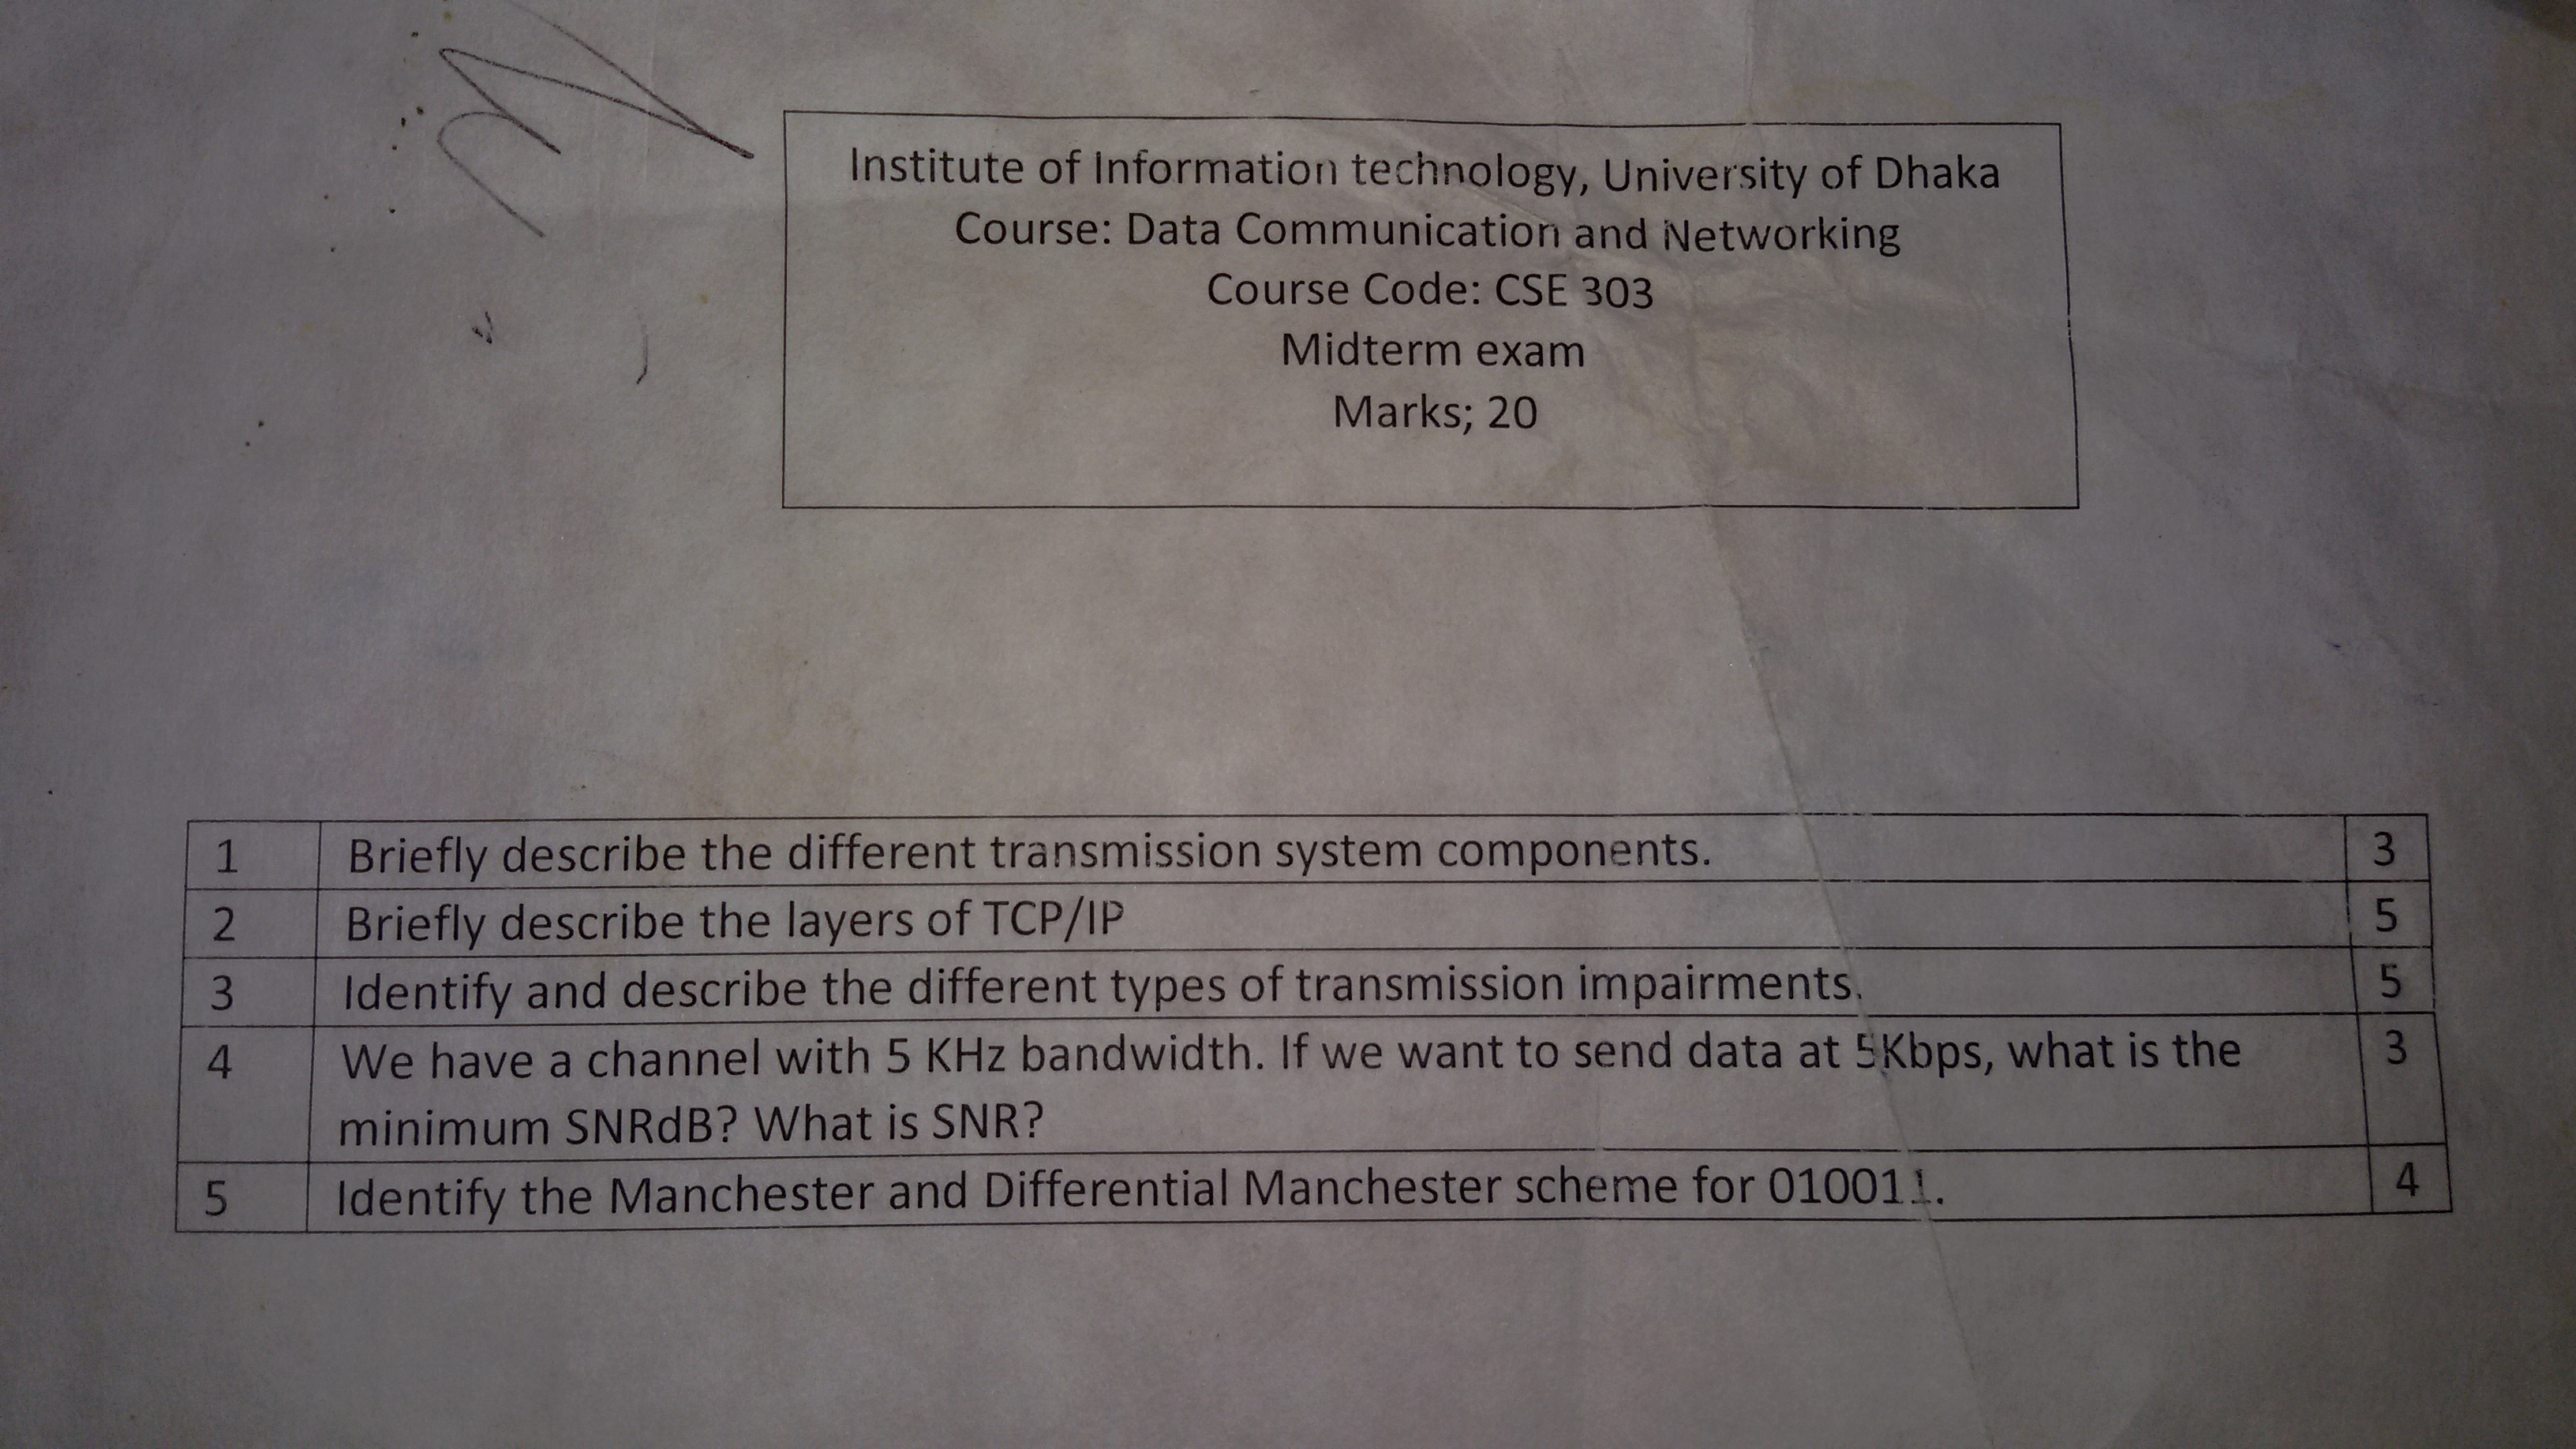 Institute of Information technology, University of Dhaka
Course: Data Communication and Networking
Course Code: CSE 303
Midterm exam
Marks; 20
1 Briefly describe the different transmission system components. 3
2 Briefly describe the layers of TCP/IP 5
3 Identify and describe the different types of transmission impairments. 5
4 We have a channel with 5 KHz bandwidth. If we want to send data at 5Kbps, what is the 3
minimum SNRdB? What is SNR?
5 Identify the Manchester and Differential Manchester scheme for 010011. 4